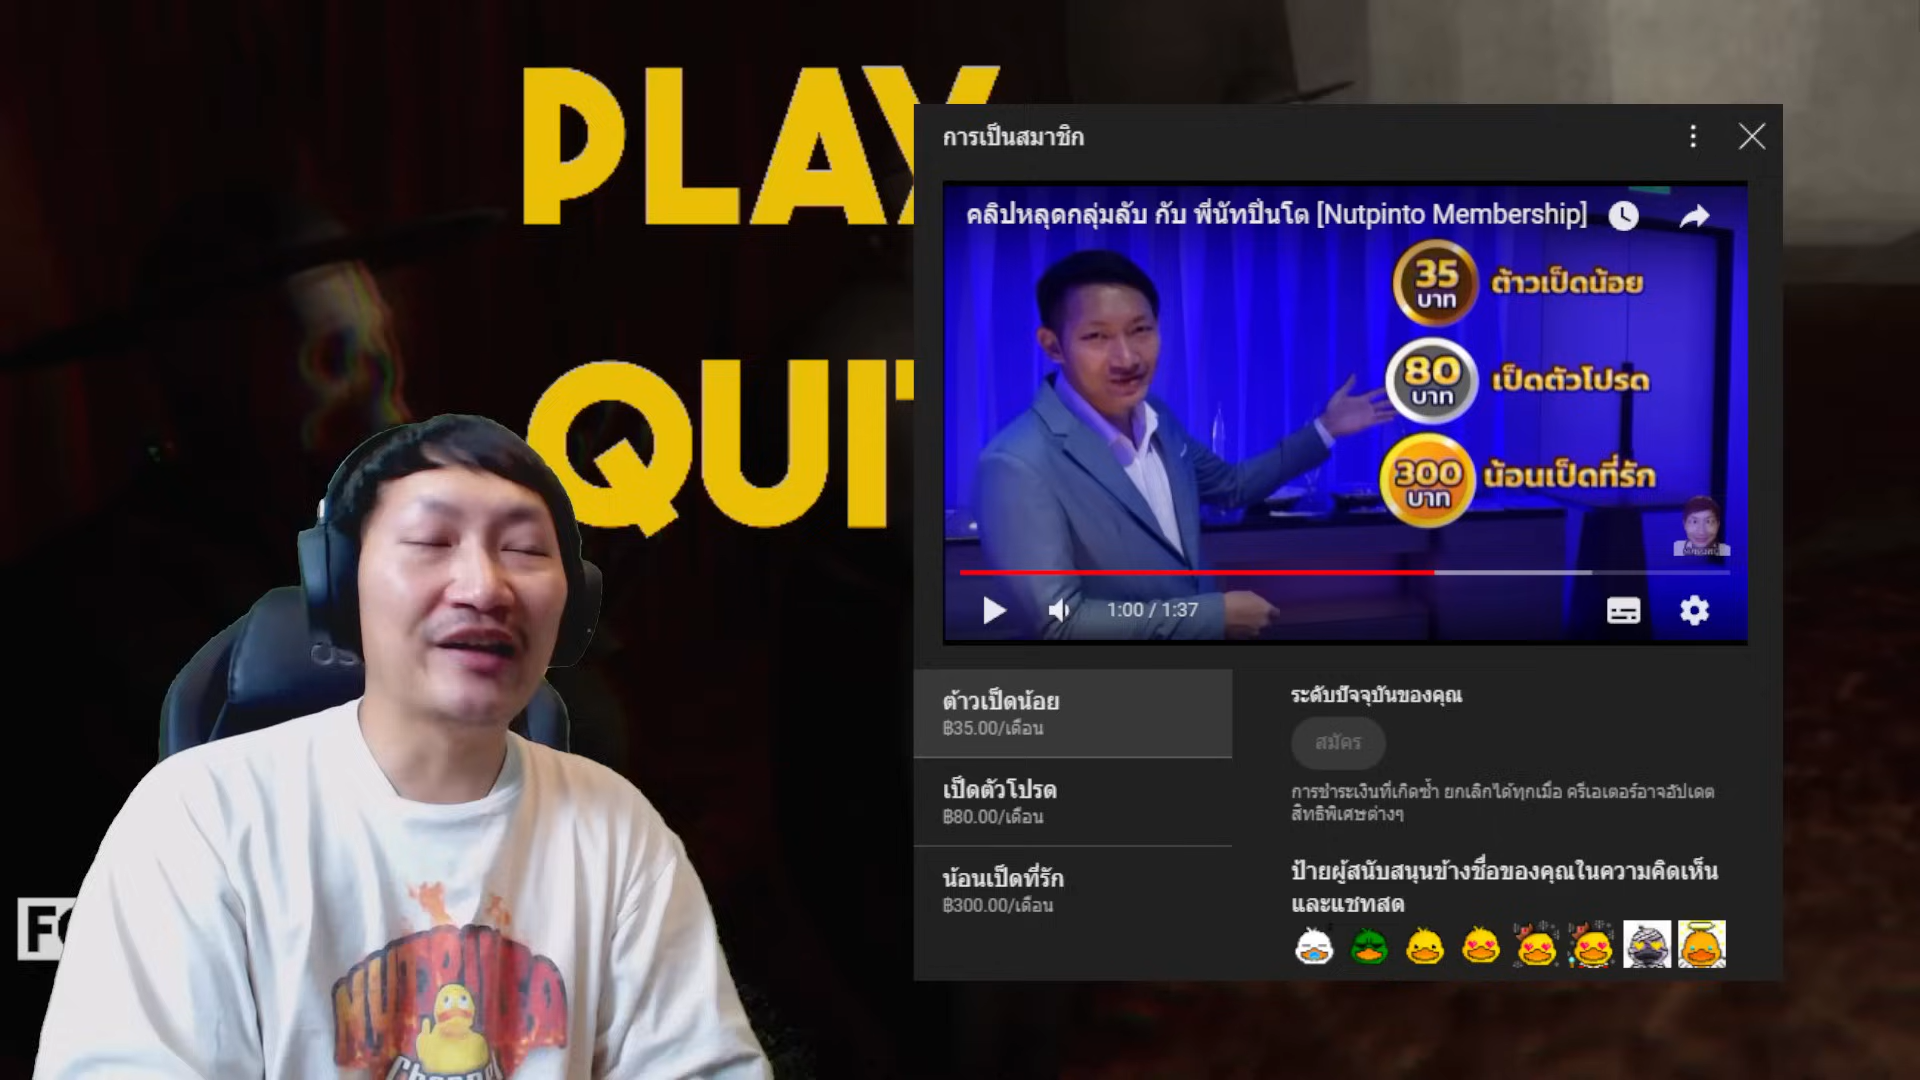 PLAY
QUIT
การเป็นสมาชิก
คลิปหลุดกลุ่มลับ กับ พี่นัทปิ่นโต [Nutpinto Membership]
35
บาท
ต้าวเป็ดน้อย
80
บาท
เป็ดตัวโปรด
300
บาท
น้อนเป็ดที่รัก
1:00 / 1:37
ต้าวเป็ดน้อย
฿35.00/เดือน
เป็ดตัวโปรด
฿80.00/เดือน
น้อนเป็ดที่รัก
฿300.00/เดือน
ระดับปัจจุบันของคุณ
สมัคร
การชำระเงินที่เกิดซ้ำ ยกเลิกได้ทุกเมื่อ ครีเอเตอร์อาจอัปเดต
สิทธิพิเศษต่างๆ
ป้ายผู้สนับสนุนข้างชื่อของคุณในความคิดเห็น
และแชทสด
Channel